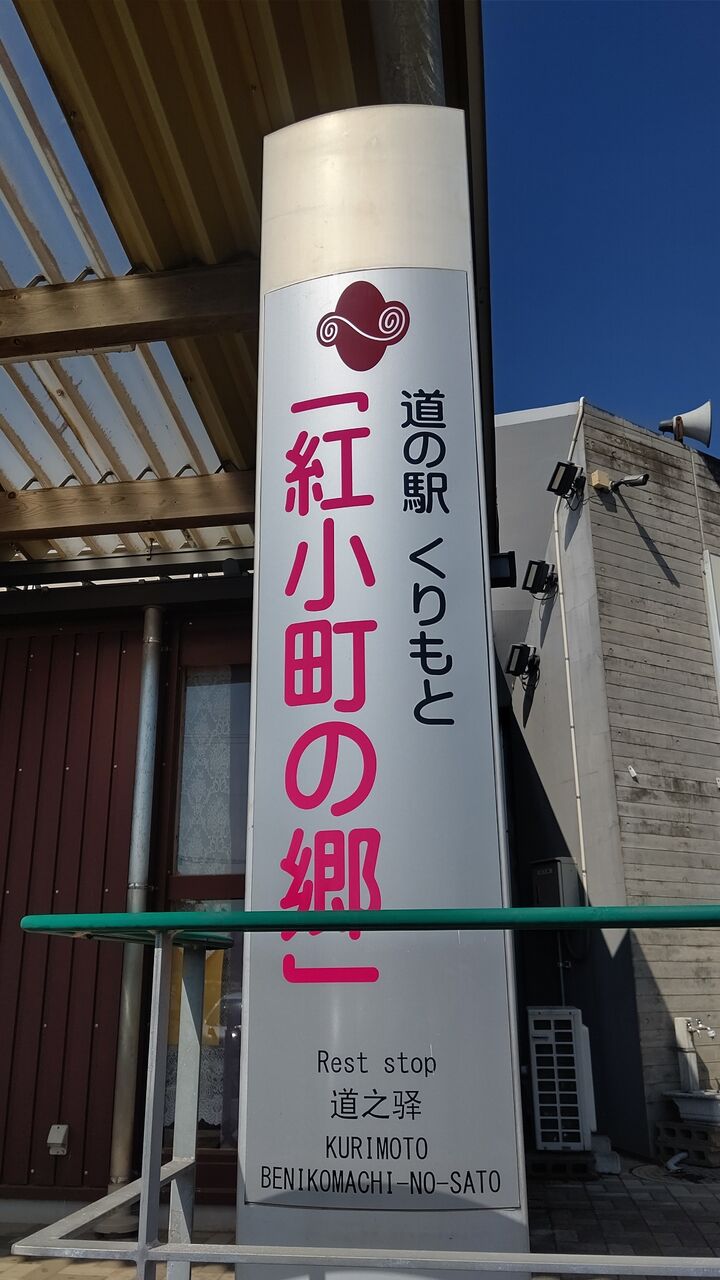 道の駅 くりもと
「紅小町の郷」
Rest stop
道之驿
KURIMOTO
BENIKOMACHI-NO-SATO